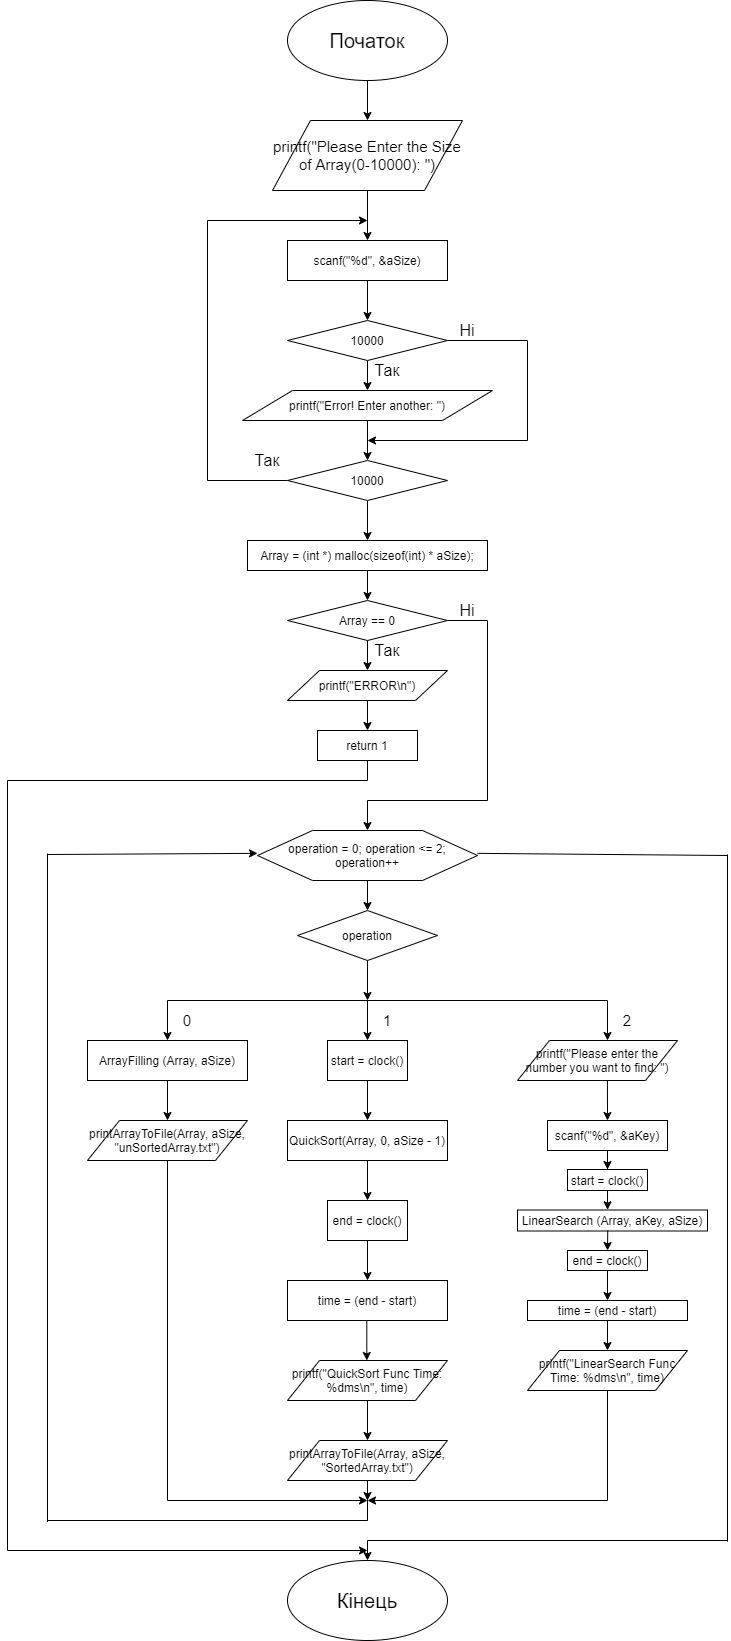 Початок
printf("Please Enter the Size
of Array(0-10000): ")
scanf("%d", &aSize)
10000
Ні
Так
printf("Error! Enter another: ")
Так
10000
Array = (int *) malloc(sizeof(int) * aSize);
Array == 0
Ні
Так
printf("ERROR\n")
return 1
operation = 0; operation <= 2;
operation++
operation
0
ArrayFilling (Array, aSize)
printArrayToFile(Array, aSize,
"unSortedArray.txt")
1
start = clock()
QuickSort(Array, 0, aSize - 1)
end = clock()
time = (end - start)
printf("QuickSort Func Time:
%dms\n", time)
printArrayToFile(Array, aSize,
"SortedArray.txt")
2
printf("Please enter the
number you want to find: ")
scanf("%d", &aKey)
start = clock()
LinearSearch (Array, aKey, aSize)
end = clock()
time = (end - start)
printf("LinearSearch Func
Time: %dms\n", time)
Кінець